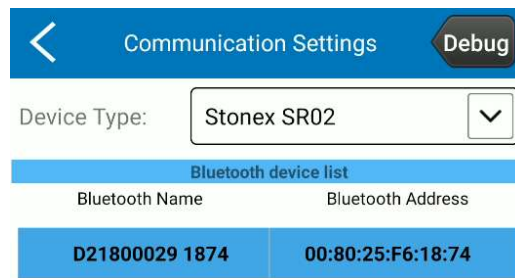 Communication Settings Debug
Device Type: Stonex SR02
Bluetooth device list
Bluetooth Name Bluetooth Address
D21800029 1874 00:80:25:F6:18:74